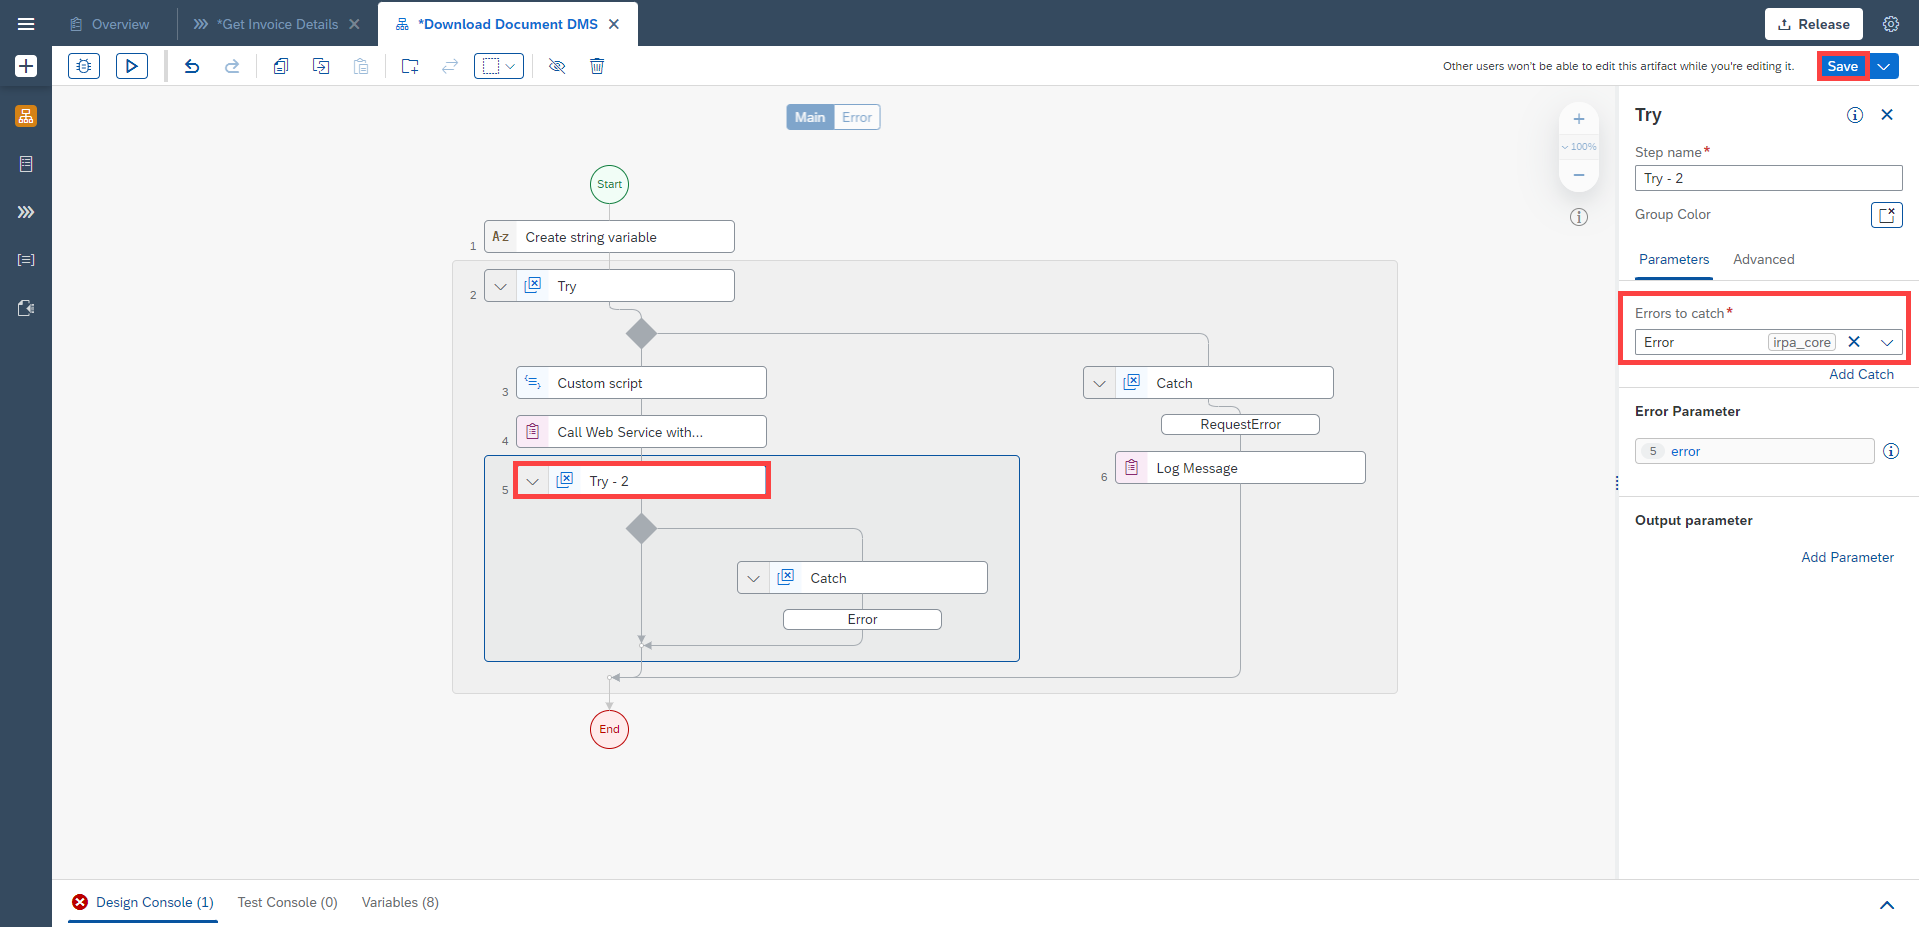 Overview
*Get Invoice Details
*Download Document DMS
Release
Other users won't be able to edit this artifact while you're editing it.
Save
Main
Error
100%
Start
1
A-z
Create string variable
2
Try
3
Custom script
Catch
4
Call Web Service with...
RequestError
5
Try - 2
6
Log Message
Catch
Error
End
Try
Step name*
Try - 2
Group Color
Parameters
Advanced
Errors to catch*
Error
irpa_core
Add Catch
Error Parameter
5
error
Output parameter
Add Parameter
Design Console (1)
Test Console (0)
Variables (8)